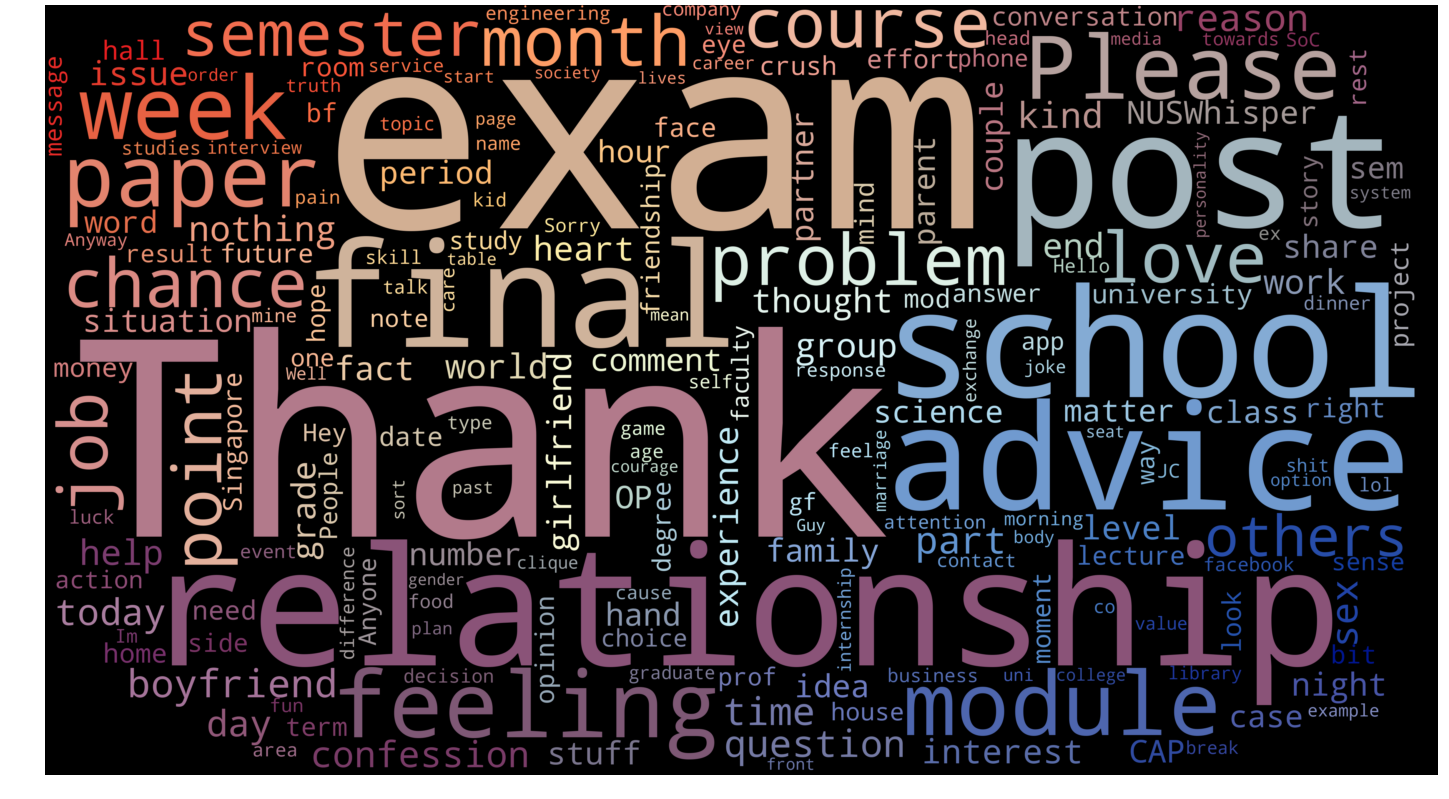 engineering
company
semester
month
course
conversation
reason
hall
view
eye
head
media
towards
SoC
message
issue
order
room
service
start
society
lives
career
crush
effort
phone
Please
rest
truth
week
bf
exam
kind
NUSWhisper
topic
page
name
face
couple
post
studies
interview
hour
paper
period
kid
pain
friendship
partner
mind
parent
personality
story
sem
system
word
nothing
Sorry
Anyway
result
future
study
heart
final
skill
table
care
problem
end
Hello
love
ex
share
chance
talk
thought
mod
answer
university
work
dinner
project
situation
mine
hope
note
mean
school
Thank
one
Well
fact
world
comment
self
faculty
group
response
exchange
app
joke
money
job
point
Singapore
grade
Hey
People
date
type
girlfriend
game
age
courage
science
matter
class
right
feel
advice
seat
sort
past
OP
degree
experience
gf
Guy
marriage
way
JC
shit
option
lol
luck
attention
morning
body
level
others
help
event
number
clique
family
part
contact
lecture
facebook
sense
action
difference
Anyone
gender
relationship
today
need
food
plan
cause
hand
choice
internship
moment
co
value
look
sex
Im
home
side
opinion
bit
boyfriend
feeling
decision
graduate
prof
idea
business
uni
college
library
night
fun
day
term
time
house
module
case
example
area
confession
stuff
question
front
interest
CAP
break